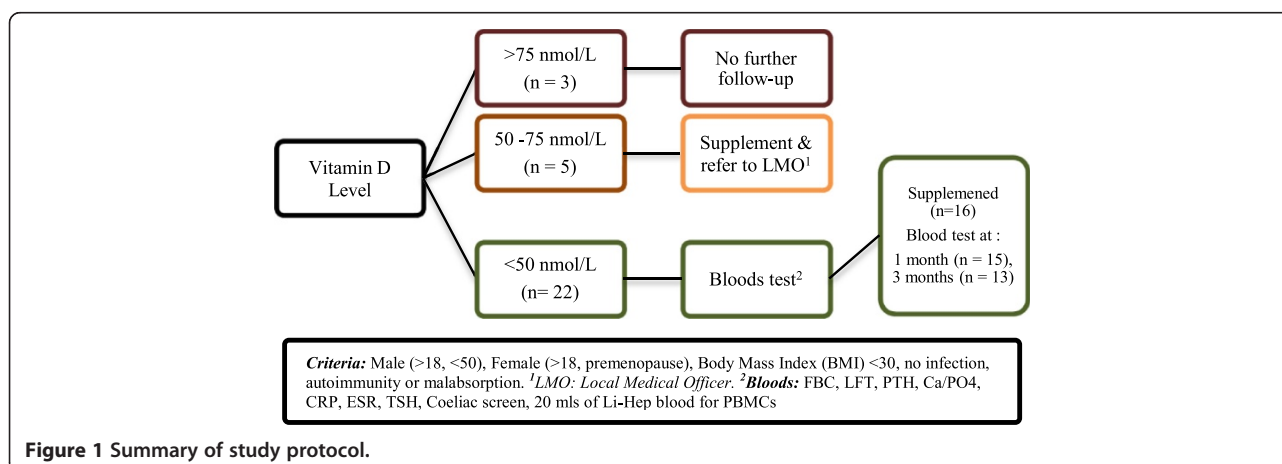 Vitamin D
Level
>75 nmol/L
(n = 3)
No further
follow-up
50 -75 nmol/L
(n = 5)
Supplement &
refer to LMO¹
<50 nmol/L
(n= 22)
Bloods test²
Supplemened
(n=16)
Blood test at :
1 month (n = 15),
3 months (n = 13)
Criteria: Male (>18, <50), Female (>18, premenopause), Body Mass Index (BMI) <30, no infection,
autoimmunity or malabsorption. ¹LMO: Local Medical Officer. ²Bloods: FBC, LFT, PTH, Ca/PO4,
CRP, ESR, TSH, Coeliac screen, 20 mls of Li-Hep blood for PBMCs
Figure 1 Summary of study protocol.